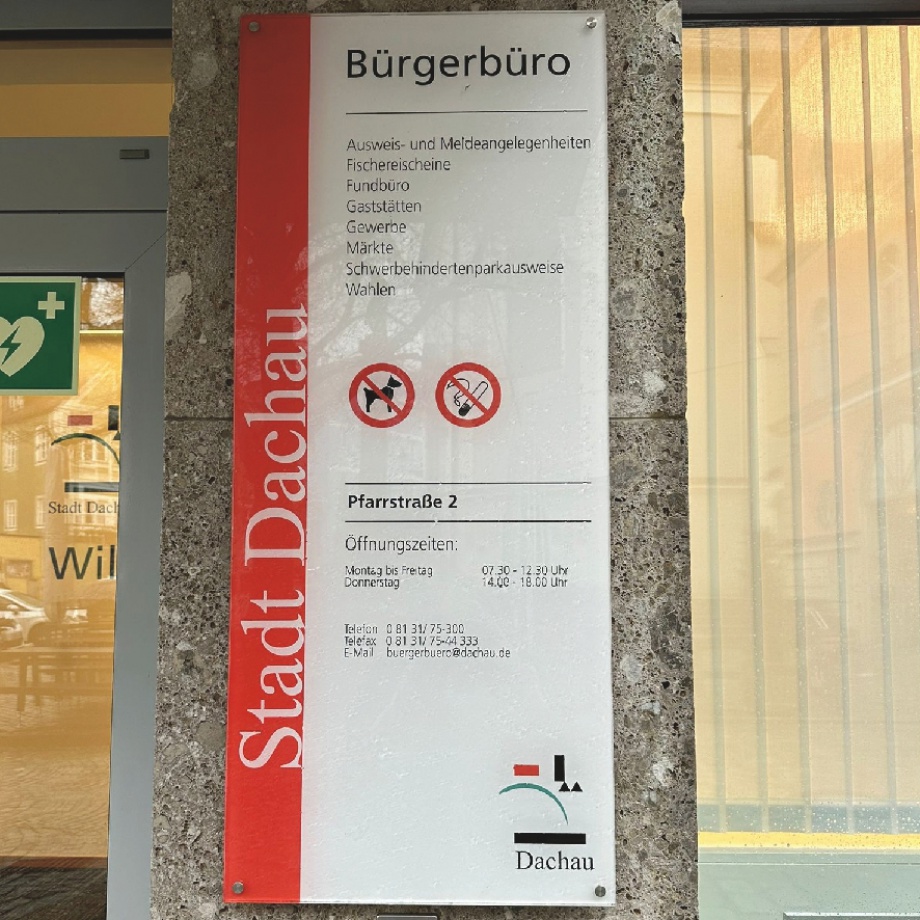 Bürgerbüro
Ausweis- und Meldeangelegenheiten
Fischereischeine
Fundbüro
Gaststätten
Gewerbe
Märkte
Schwerbehindertenparkausweise
Wahlen
Stadt Dachau
Pfarrstraße 2
Öffnungszeiten:
Montag bis Freitag 07.30 - 12.30 Uhr
Donnerstag 14.00 - 18.00 Uhr
Telefon 0 81 31/ 75-300
Telefax 0 81 31/ 75-44 333
E-Mail buergerbuero@dachau.de
Dachau
Stadt Dach
Wil